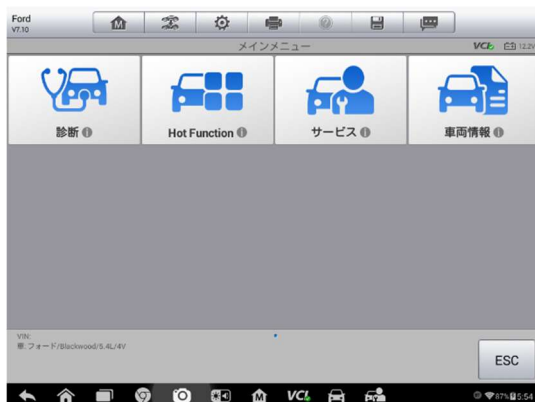 Ford
V7.10
メインメニュー
VCI
12.2V
診断
Hot Function
サービス
車両情報
VIN:
車: フォード/Blackwood/5.4L/4V
ESC
VCI
87% 5:54